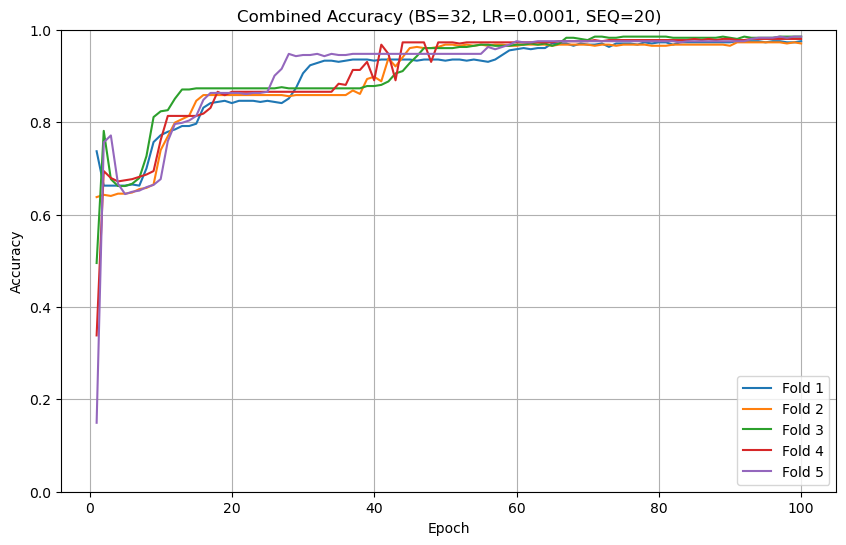 Combined Accuracy (BS=32, LR=0.0001, SEQ=20)
1.0
0.8
0.6
0.4
0.2
0.0
Accuracy
0 20 40 60 80 100
Epoch
Fold 1
Fold 2
Fold 3
Fold 4
Fold 5